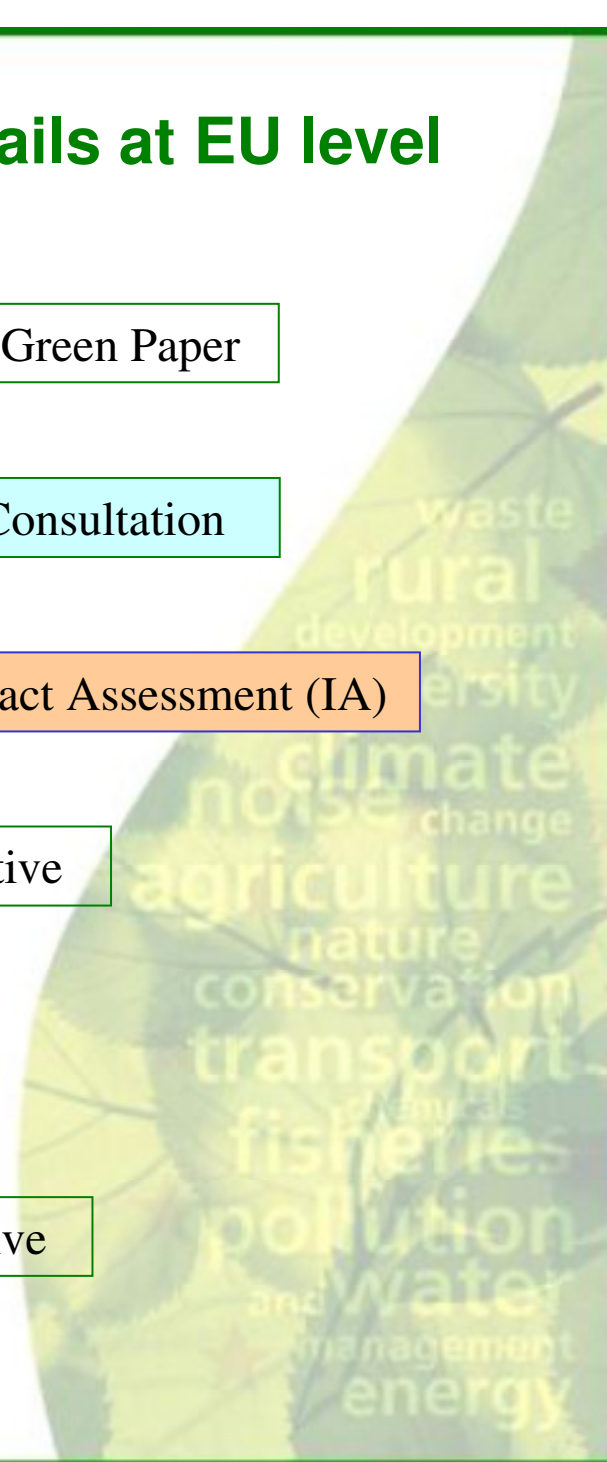 ails at EU level
Green Paper
Consultation
act Assessment (IA)
tive
ve
waste
rural
development
ersity
climate
noise
change
agriculture
nature
conservation
transport
chemicals
fisheries
pollution
and water
management
energy